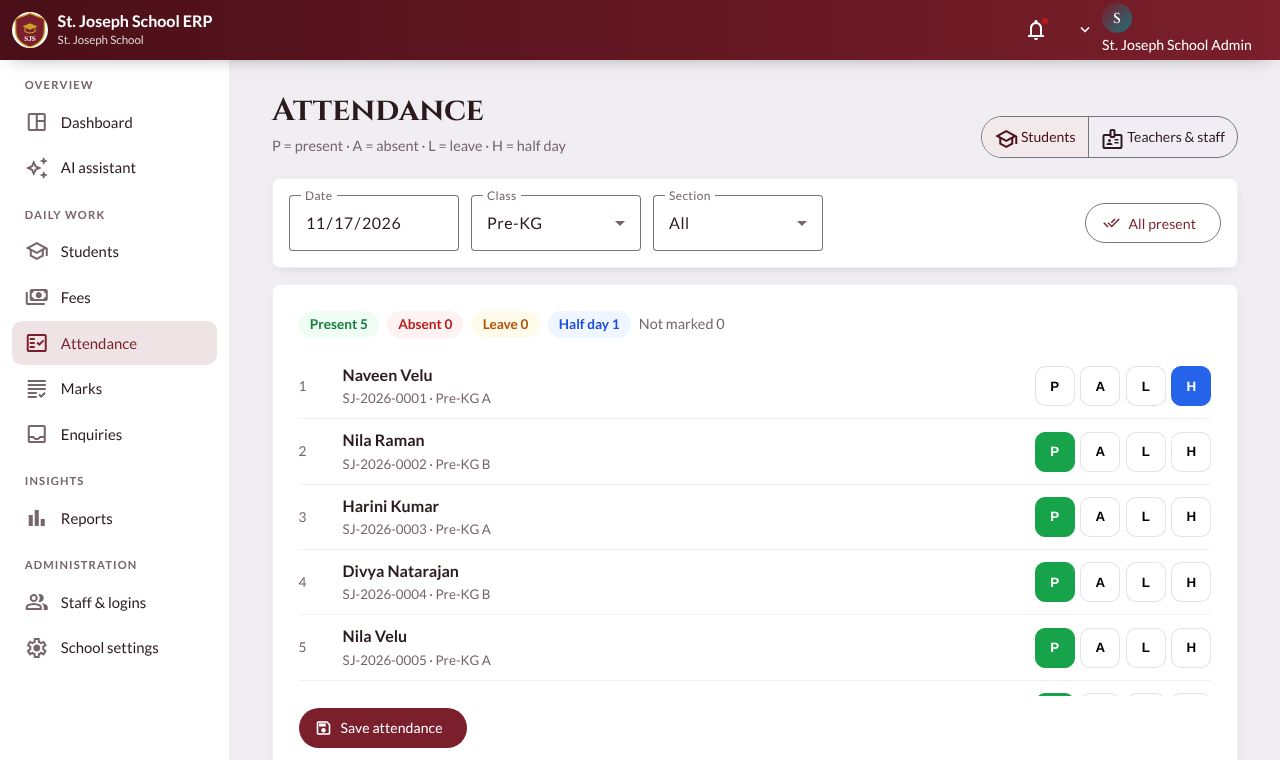 St. Joseph School ERP
St. Joseph School
SJS
S
St. Joseph School Admin
OVERVIEW
Dashboard
AI assistant
DAILY WORK
Students
Fees
Attendance
Marks
Enquiries
INSIGHTS
Reports
ADMINISTRATION
Staff & logins
School settings
ATTENDANCE
P = present · A = absent · L = leave · H = half day
Students
Teachers & staff
Date
11/17/2026
Class
Pre-KG
Section
All
All present
Present 5 Absent 0 Leave 0 Half day 1 Not marked 0
1 Naveen Velu P A L H
SJ-2026-0001 · Pre-KG A
2 Nila Raman P A L H
SJ-2026-0002 · Pre-KG B
3 Harini Kumar P A L H
SJ-2026-0003 · Pre-KG A
4 Divya Natarajan P A L H
SJ-2026-0004 · Pre-KG B
5 Nila Velu P A L H
SJ-2026-0005 · Pre-KG A
Save attendance